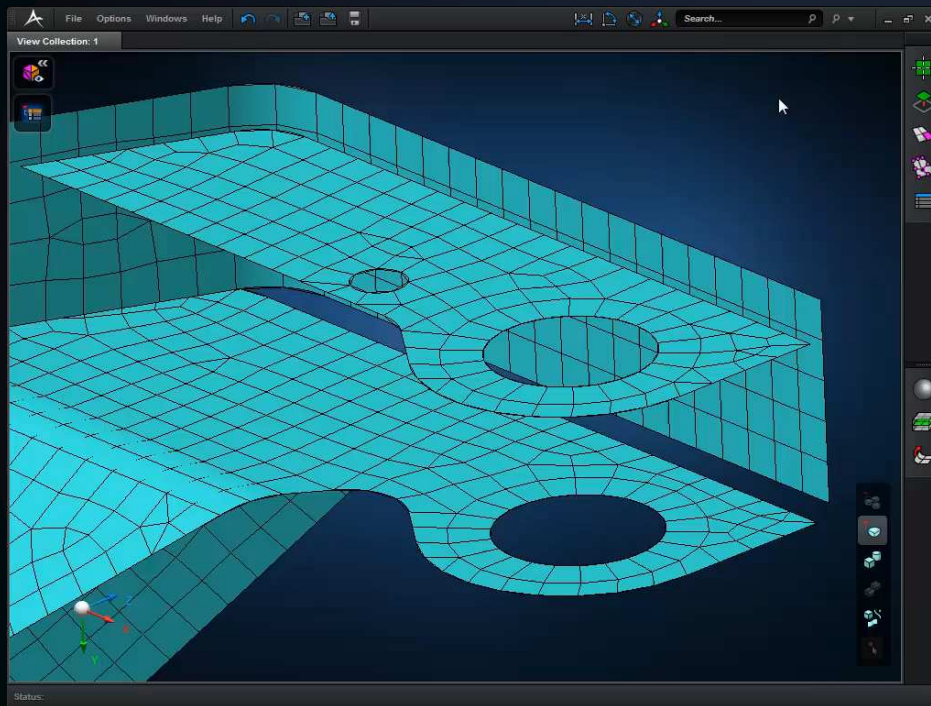 File Options Windows Help Search...
View Collection: 1
Z
X
Y
Status: